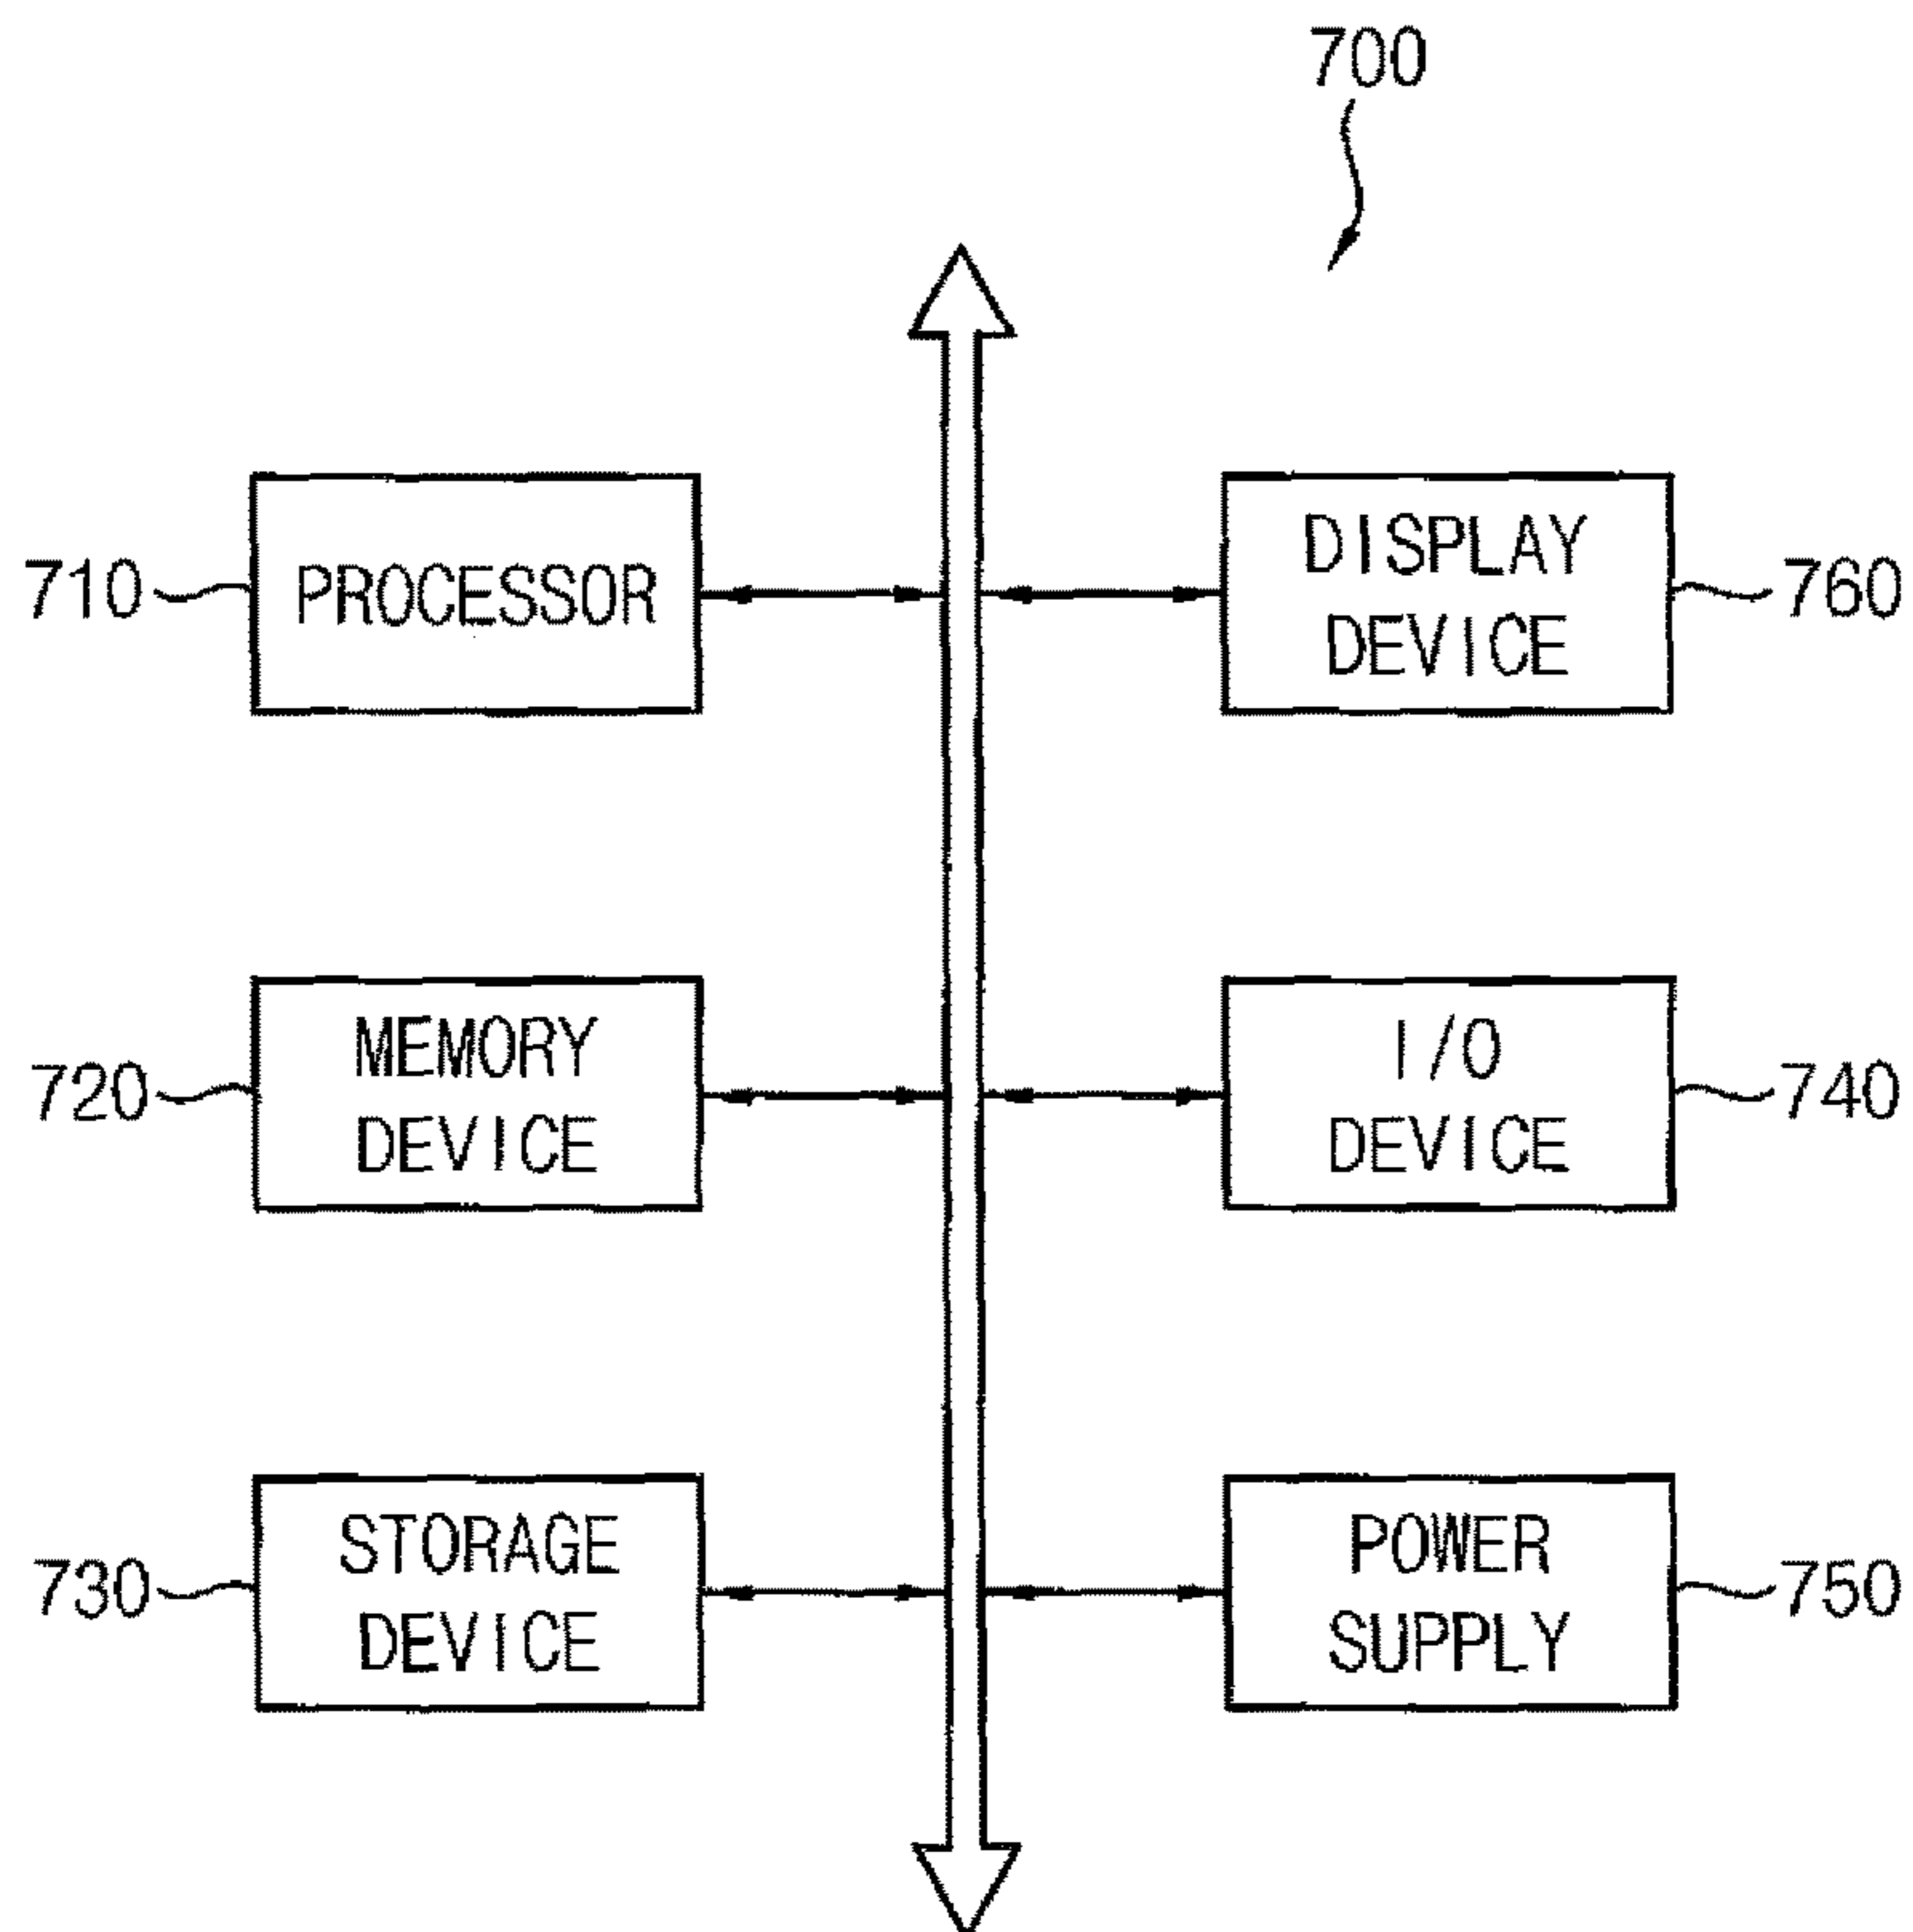 700
710
PROCESSOR
DISPLAY
DEVICE
760
720
MEMORY
DEVICE
I/O
DEVICE
740
730
STORAGE
DEVICE
POWER
SUPPLY
750